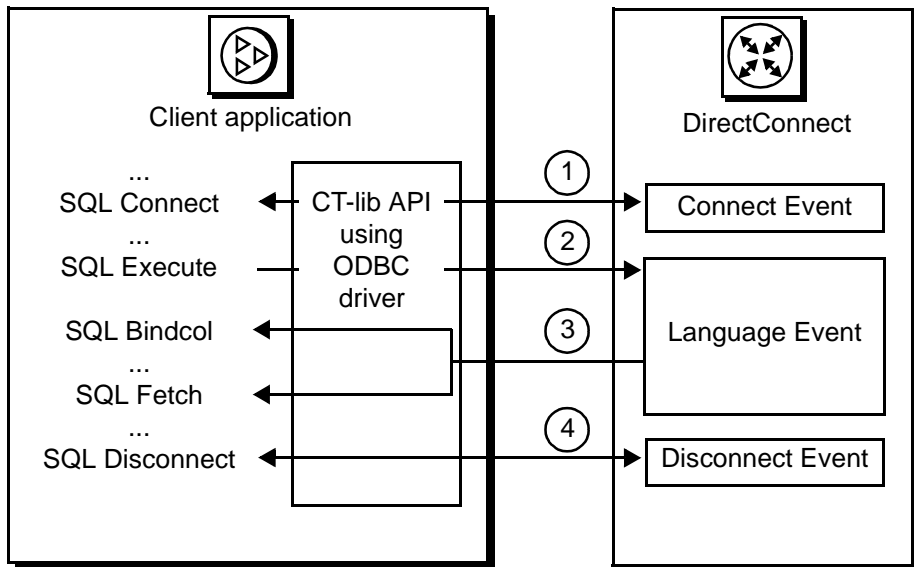 Client application
...
SQL Connect
...
SQL Execute
SQL Bindcol
...
SQL Fetch
...
SQL Disconnect
CT-lib API
using
ODBC
driver
1
2
3
4
DirectConnect
Connect Event
Language Event
Disconnect Event